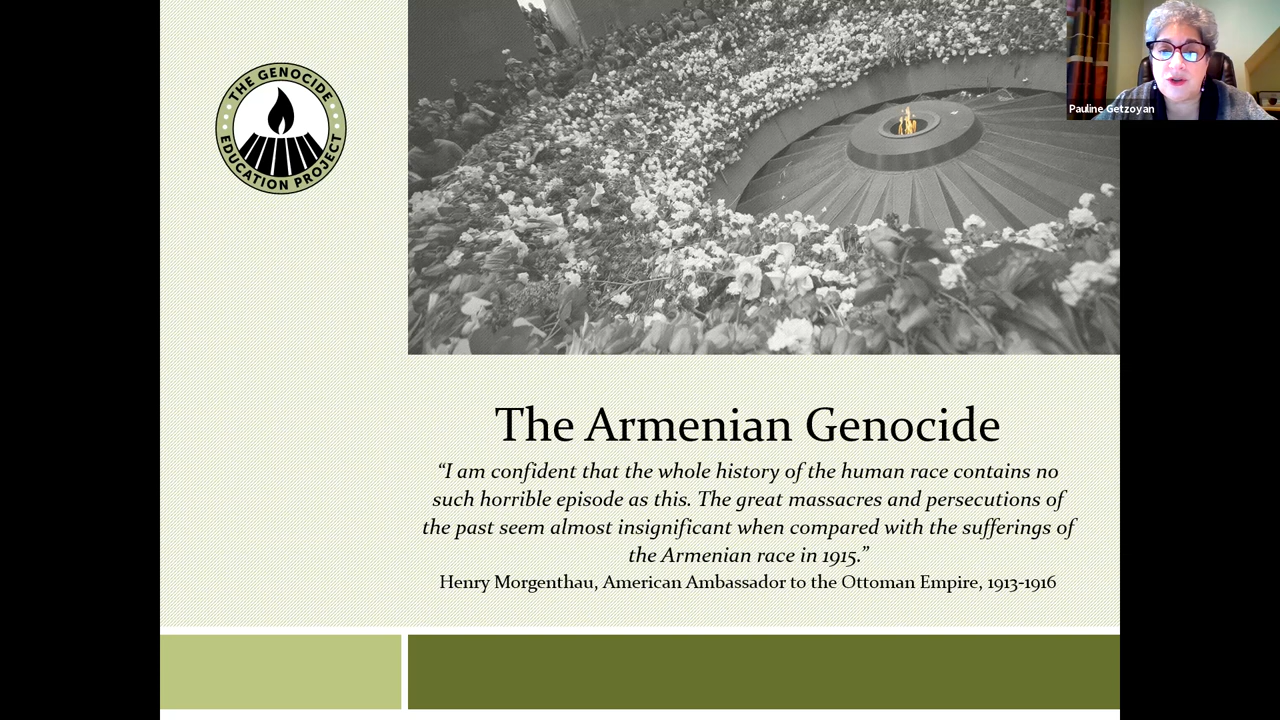 THE GENOCIDE
EDUCATION PROJECT
Pauline Getzoyan
The Armenian Genocide
“I am confident that the whole history of the human race contains no
such horrible episode as this. The great massacres and persecutions of
the past seem almost insignificant when compared with the sufferings of
the Armenian race in 1915.”
Henry Morgenthau, American Ambassador to the Ottoman Empire, 1913-1916